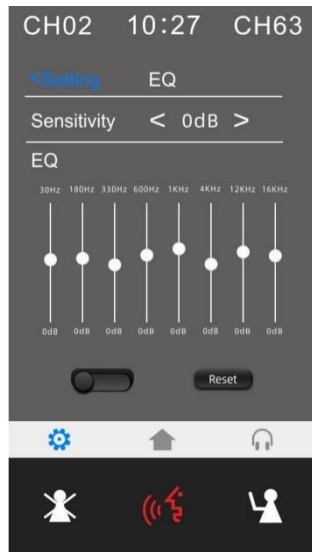 CH02 10:27 CH63
<Setting EQ
Sensitivity < 0dB >
EQ
30Hz 180Hz 330Hz 600Hz 1KHz 4KHz 12KHz 16KHz
0dB 0dB 0dB 0dB 0dB 0dB 0dB 0dB
Reset